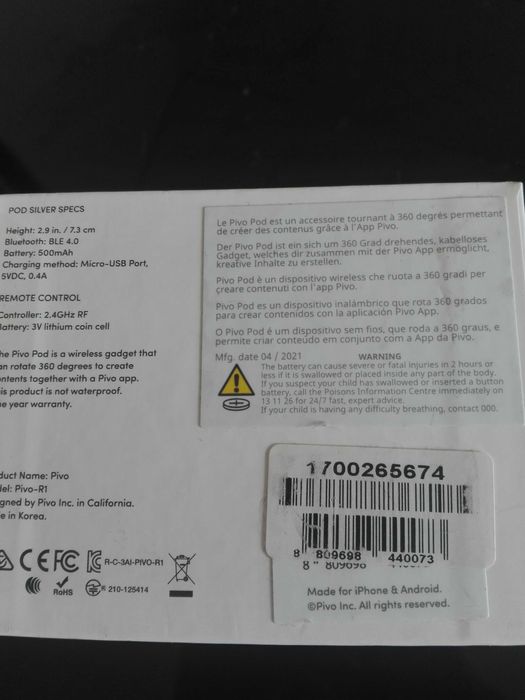 POD SILVER SPECS
Height: 2.9 in. / 7.3 cm
Bluetooth: BLE 4.0
Battery: 500mAh
Charging method: Micro-USB Port,
5VDC, 0.4A
REMOTE CONTROL
Controller: 2.4GHz RF
Battery: 3V lithium coin cell
he Pivo Pod is a wireless gadget that
an rotate 360 degrees to create
ntents together with a Pivo app.
is product is not waterproof.
e year warranty.
duct Name: Pivo
del: Pivo-R1
gned by Pivo Inc. in California.
e in Korea.
CE FC R-C-3AI-PIVO-R1
RoHS 210-125414
Le Pivo Pod est un accessoire tournant à 360 degrés permettant
de créer des contenus grâce à l'App Pivo.
Der Pivo Pod ist ein sich um 360 Grad drehendes, kabelloses
Gadget, welches dir zusammen mit der Pivo App ermöglicht,
kreative Inhalte zu erstellen.
Pivo Pod è un dispositivo wireless che ruota a 360 gradi per
creare contenuti con l'app Pivo.
Pivo Pod es un dispositivo inalámbrico que rota 360 grados
para crear contenidos con la aplicación Pivo App.
O Pivo Pod é um dispositivo sem fios, que roda a 360 graus, e
permite criar conteúdo em conjunto com a App da Pivo.
Mfg. date 04 / 2021 WARNING
The battery can cause severe or fatal injuries in 2 hours or
less if it is swallowed or placed inside any part of the body.
If you suspect your child has swallowed or inserted a button
battery, call the Poisons Information Centre immediately on
13 11 26 for 24/7 fast, expert advice.
If your child is having any difficulty breathing, contact 000.
1700265674
8 809698 440073
Made for iPhone & Android.
©Pivo Inc. All rights reserved.